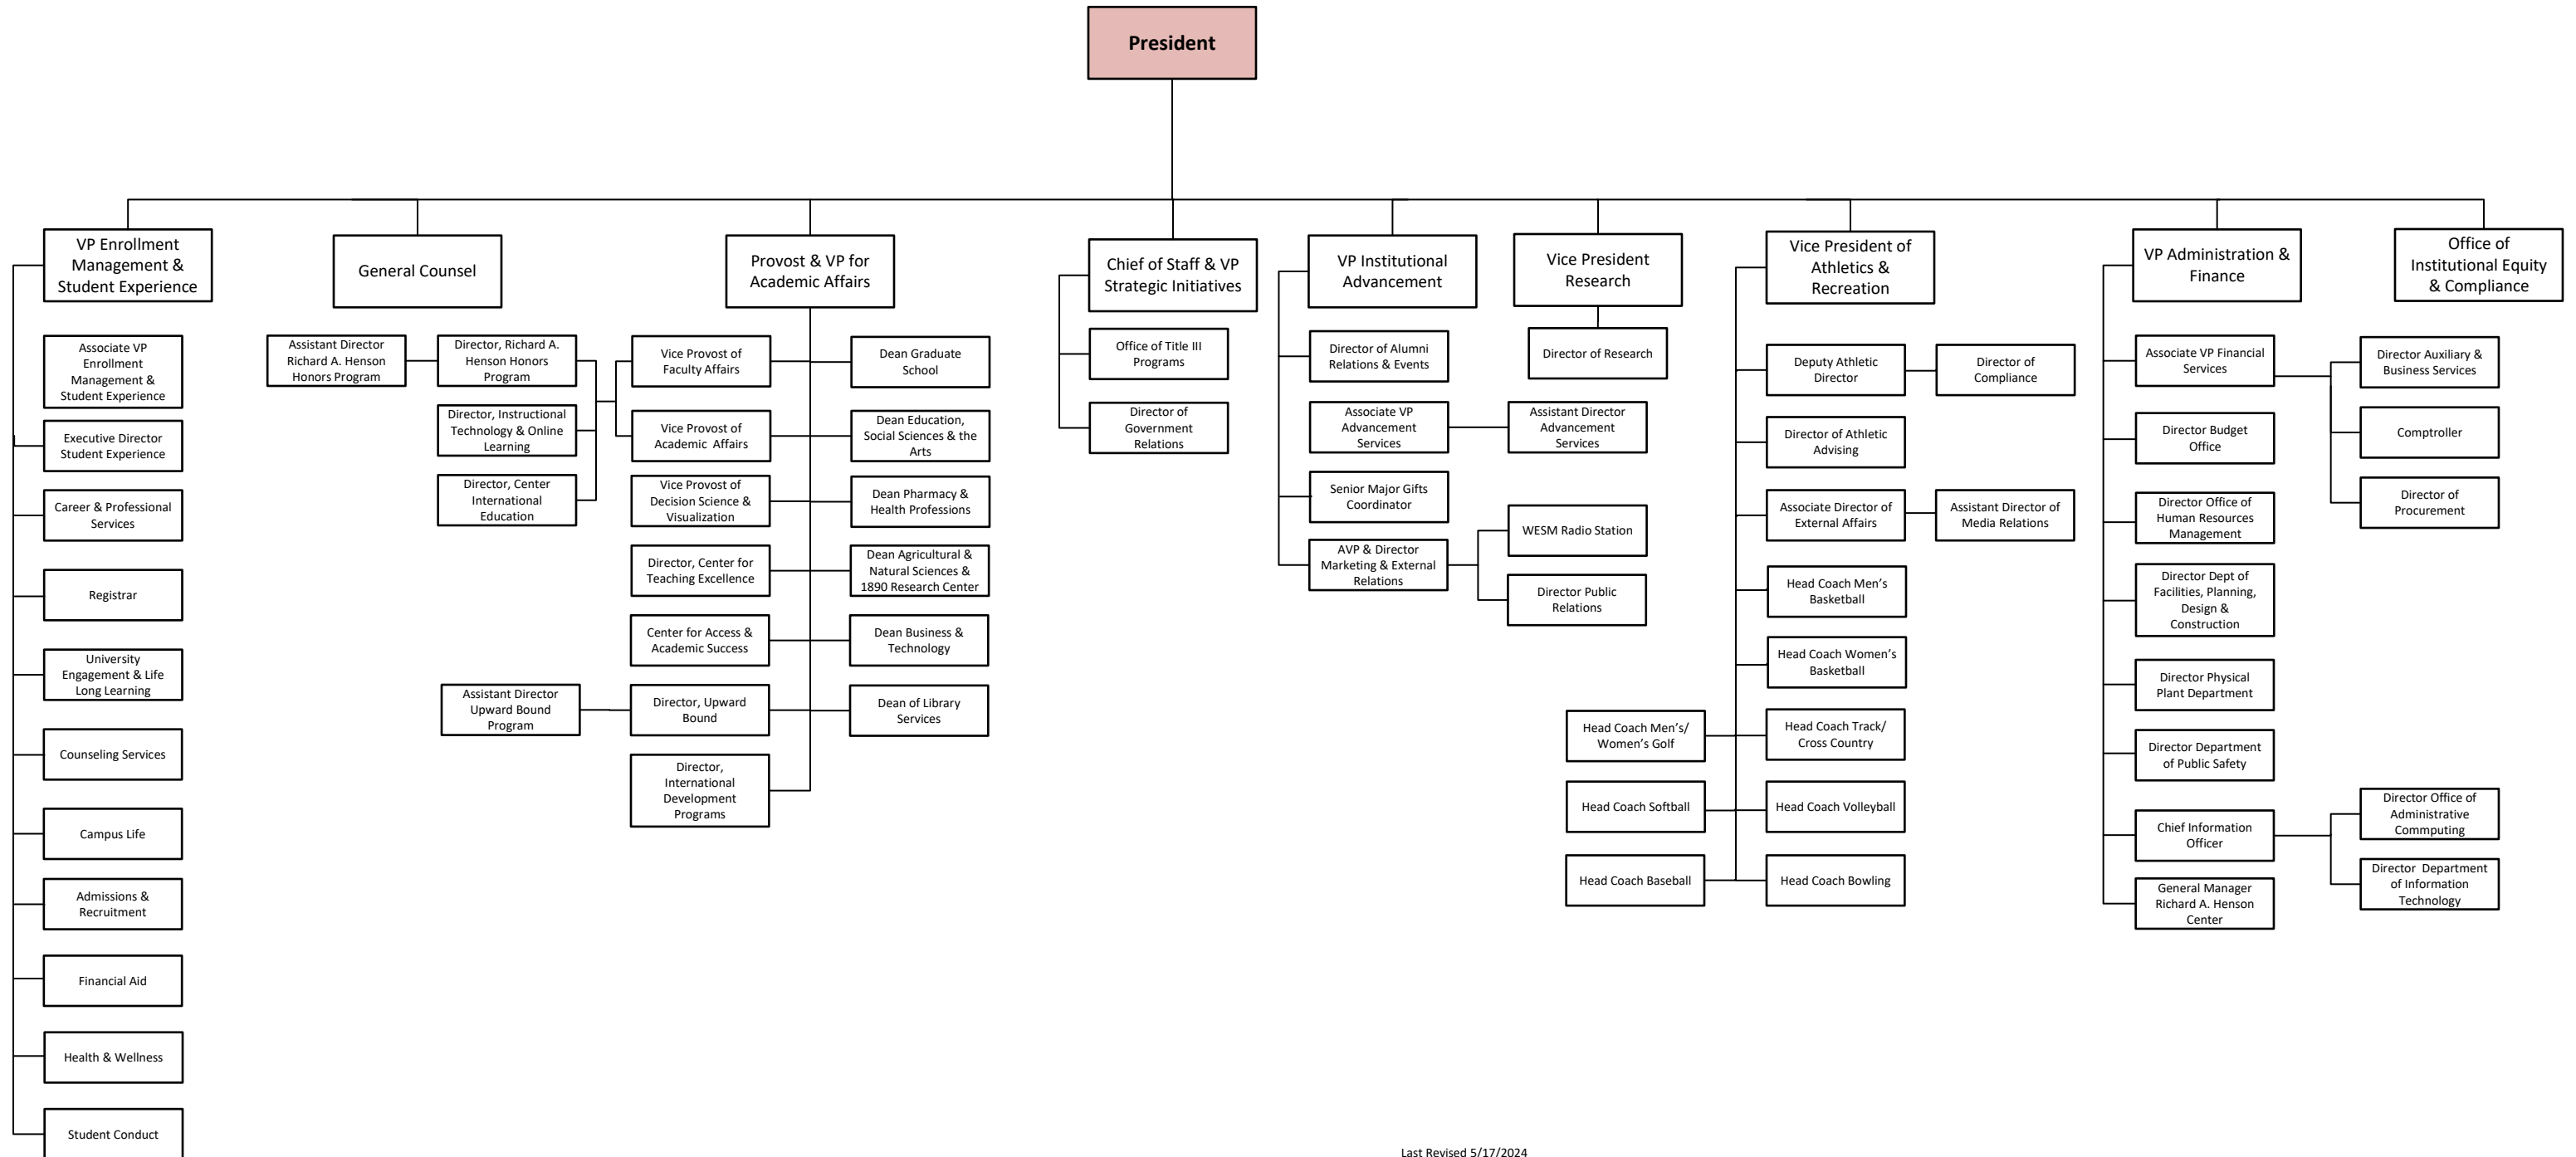 President
VP Enrollment
Management &
Student Experience
General Counsel
Provost & VP for
Academic Affairs
Chief of Staff & VP
Strategic Initiatives
VP Institutional
Advancement
Vice President
Research
Vice President of
Athletics &
Recreation
VP Administration &
Finance
Office of
Institutional Equity
& Compliance
Associate VP
Enrollment
Management &
Student Experience
Executive Director
Student Experience
Career & Professional
Services
Registrar
University
Engagement & Life
Long Learning
Counseling Services
Campus Life
Admissions &
Recruitment
Financial Aid
Health & Wellness
Student Conduct
Assistant Director
Richard A. Henson
Honors Program
Director, Richard A.
Henson Honors
Program
Director, Instructional
Technology & Online
Learning
Director, Center
International
Education
Assistant Director
Upward Bound
Program
Vice Provost of
Faculty Affairs
Vice Provost of
Academic Affairs
Vice Provost of
Decision Science &
Visualization
Director, Center for
Teaching Excellence
Center for Access &
Academic Success
Director, Upward
Bound
Director,
International
Development
Programs
Dean Graduate
School
Dean Education,
Social Sciences & the
Arts
Dean Pharmacy &
Health Professions
Dean Agricultural &
Natural Sciences &
1890 Research Center
Dean Business &
Technology
Dean of Library
Services
Office of Title III
Programs
Director of
Government
Relations
Director of Alumni
Relations & Events
Associate VP
Advancement
Services
Assistant Director
Advancement
Services
Senior Major Gifts
Coordinator
AVP & Director
Marketing & External
Relations
WESM Radio Station
Director Public
Relations
Director of Research
Deputy Athletic
Director
Director of
Compliance
Director of Athletic
Advising
Associate Director of
External Affairs
Assistant Director of
Media Relations
Head Coach Men's
Basketball
Head Coach Women's
Basketball
Head Coach Men's/
Women's Golf
Head Coach Track/
Cross Country
Head Coach Softball
Head Coach Volleyball
Head Coach Baseball
Head Coach Bowling
Associate VP Financial
Services
Director Auxiliary &
Business Services
Comptroller
Director of
Procurement
Director Budget
Office
Director Office of
Human Resources
Management
Director Dept of
Facilities, Planning,
Design &
Construction
Director Physical
Plant Department
Director Department
of Public Safety
Chief Information
Officer
Director Office of
Administrative
Commputing
Director Department
of Information
Technology
General Manager
Richard A. Henson
Center
Last Revised 5/17/2024